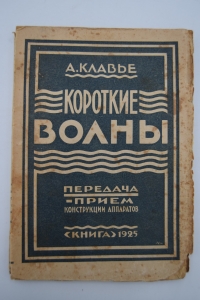 А. КЛАВЬЕ
КОРОТКИЕ
ВОЛНЫ
ПЕРЕДАЧА
ПРИЕМ
КОНСТРУКЦИИ АППАРАТОВ
<КНИГА> 1925